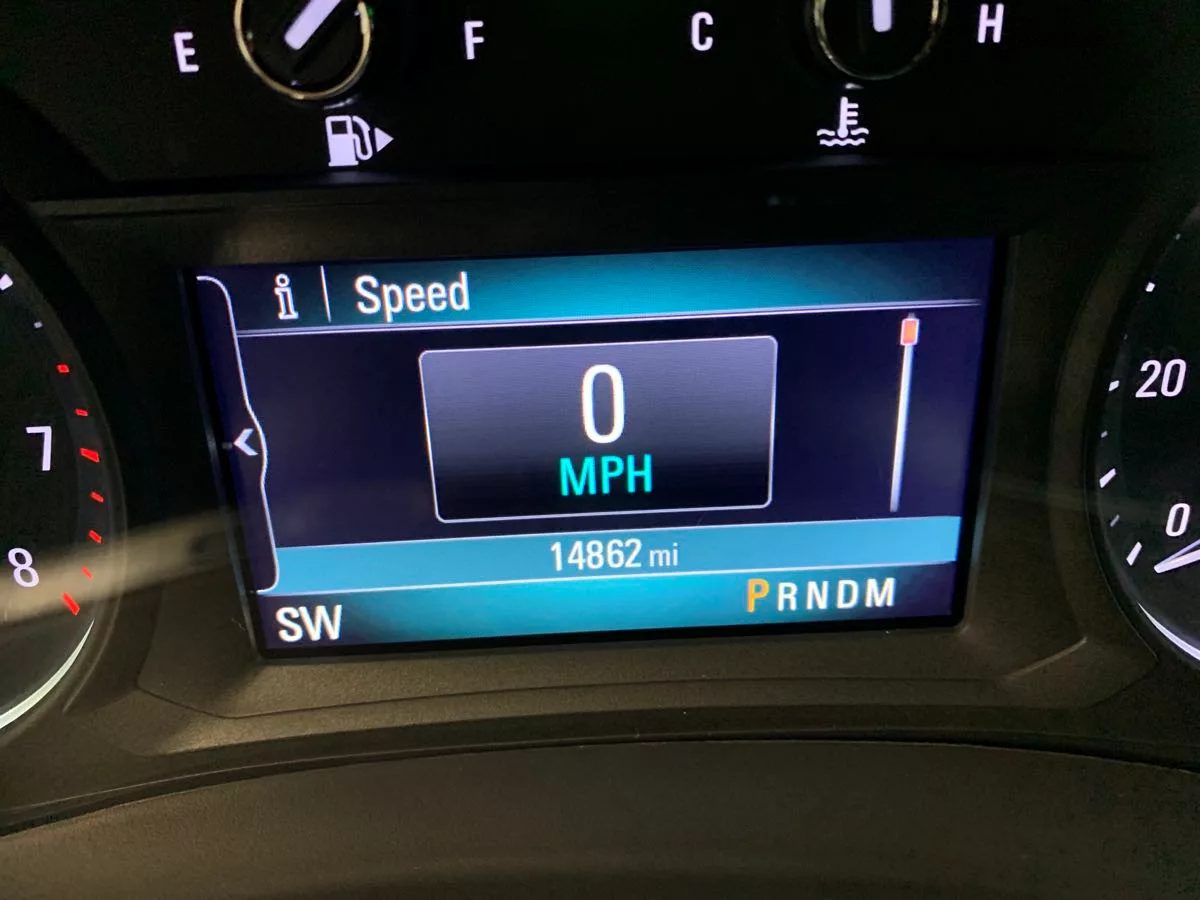 E F C H
Speed
0
MPH
14862 mi
SW PRNDM
7
8
20
0